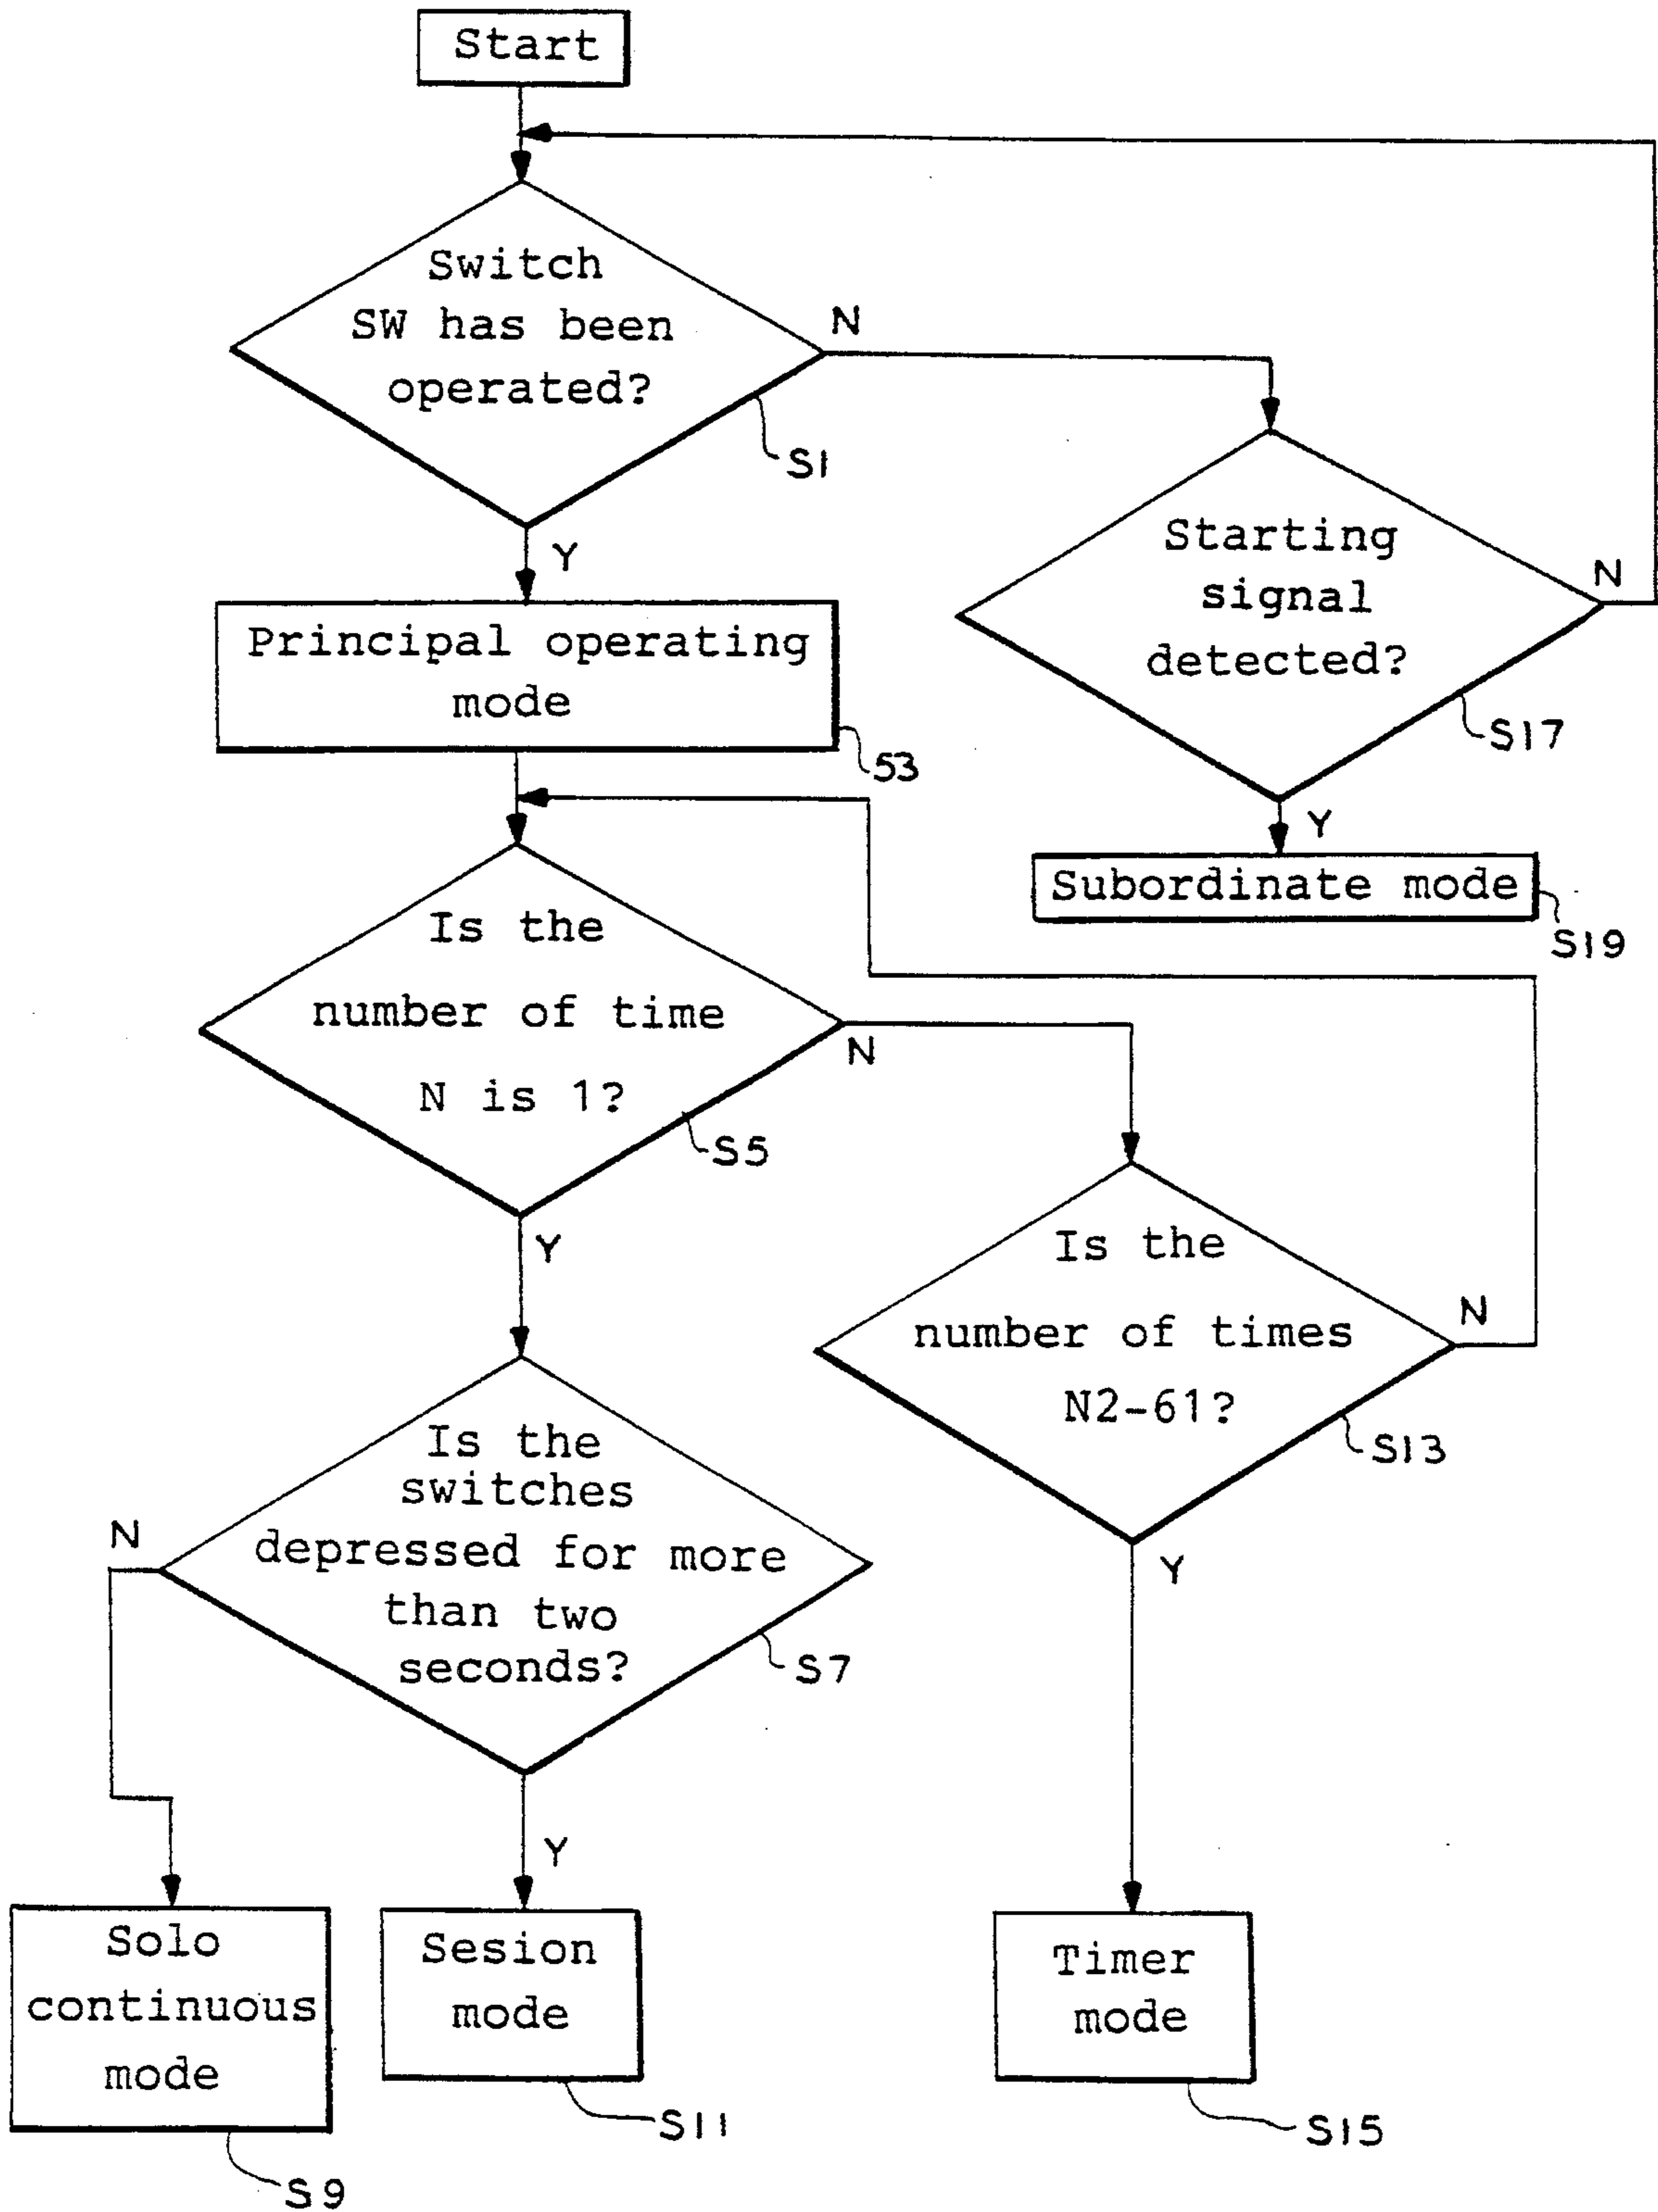 Start
Switch
SW has been
operated?
N
S1
Y
Starting
signal
detected?
N
S17
Y
Principal operating
mode
53
Subordinate mode
S19
Is the
number of time
N is 1?
N
S5
Y
Is the
number of times
N2-61?
N
S13
Y
Is the
switches
depressed for more
than two
seconds?
N
S7
Y
Solo
continuous
mode
S9
Sesion
mode
S11
Timer
mode
S15